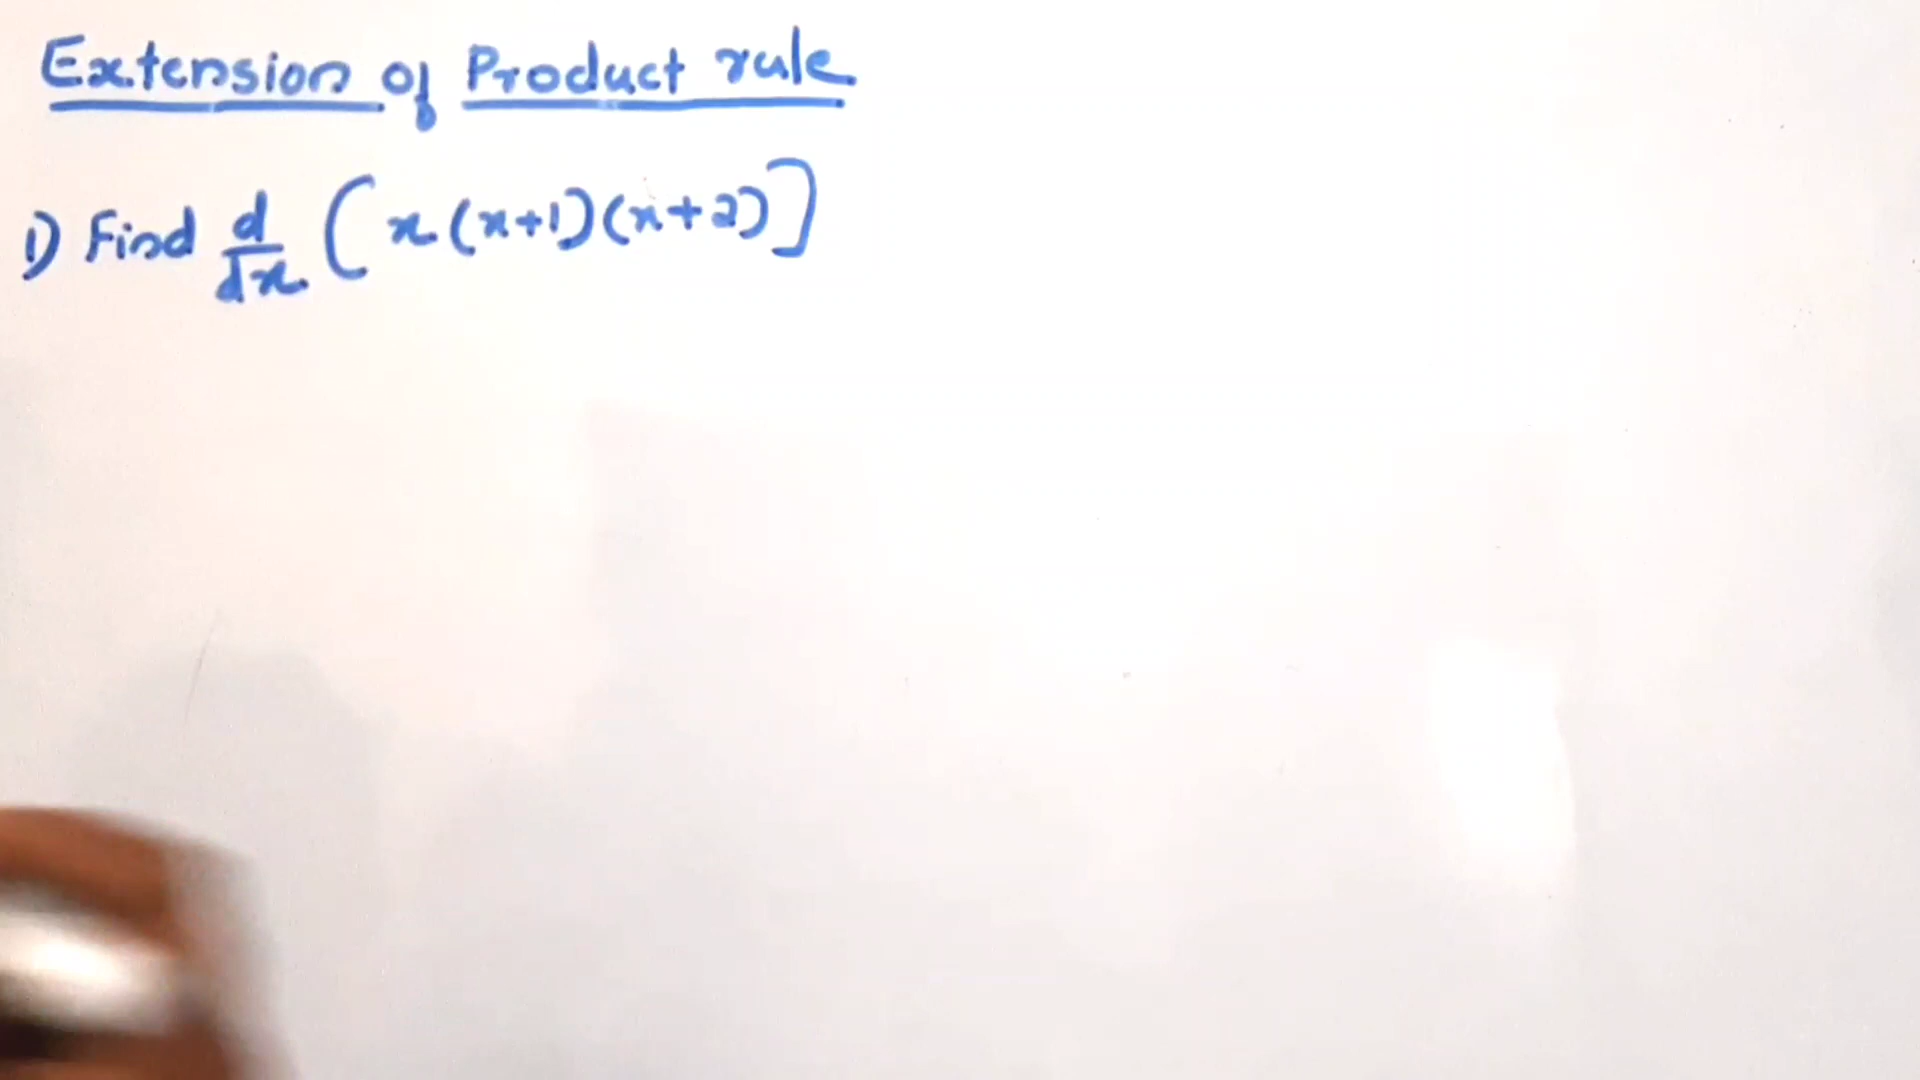 Extension of Product rule
1) Find d/dx [x(x+1)(x+2)]